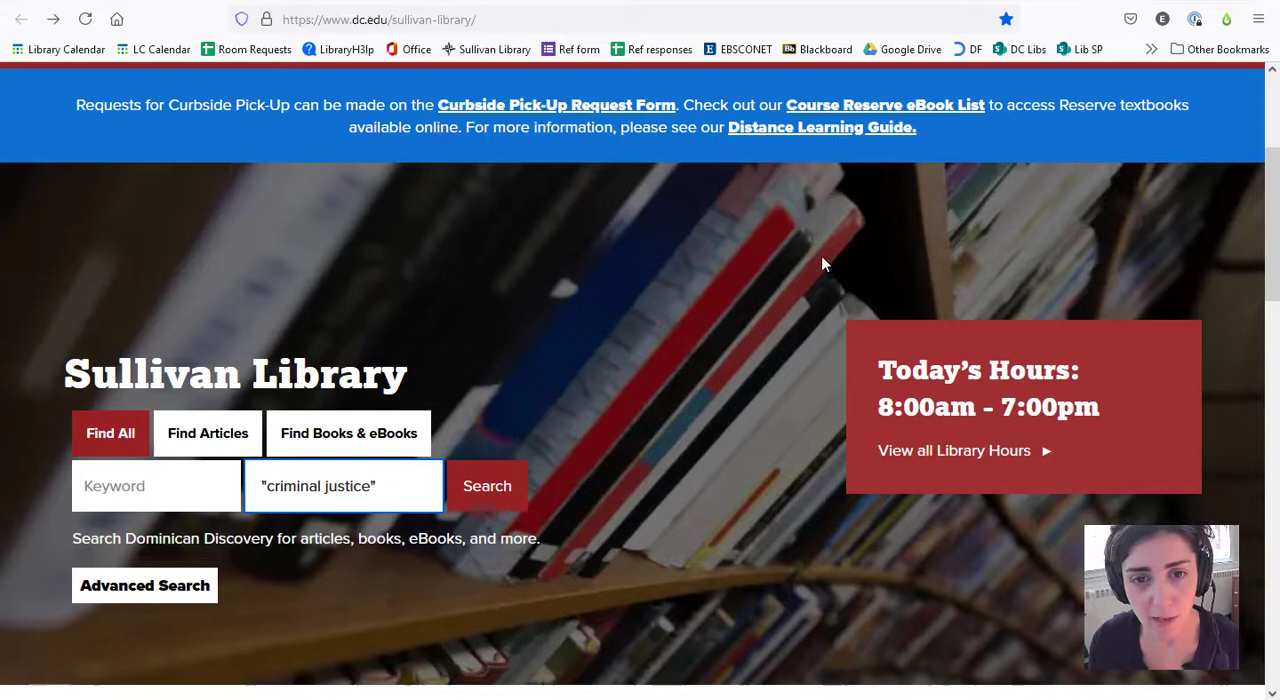 https://www.dc.edu/sullivan-library/
E
Library Calendar LC Calendar Room Requests LibraryH3lp Office Sullivan Library Ref form Ref responses EBSCONET Blackboard Google Drive DF DC Libs Lib SP Other Bookmarks
Requests for Curbside Pick-Up can be made on the Curbside Pick-Up Request Form. Check out our Course Reserve eBook List to access Reserve textbooks
available online. For more information, please see our Distance Learning Guide.
Sullivan Library
Find All Find Articles Find Books & eBooks
Keyword "criminal justice" Search
Search Dominican Discovery for articles, books, eBooks, and more.
Advanced Search
Today's Hours:
8:00am - 7:00pm
View all Library Hours